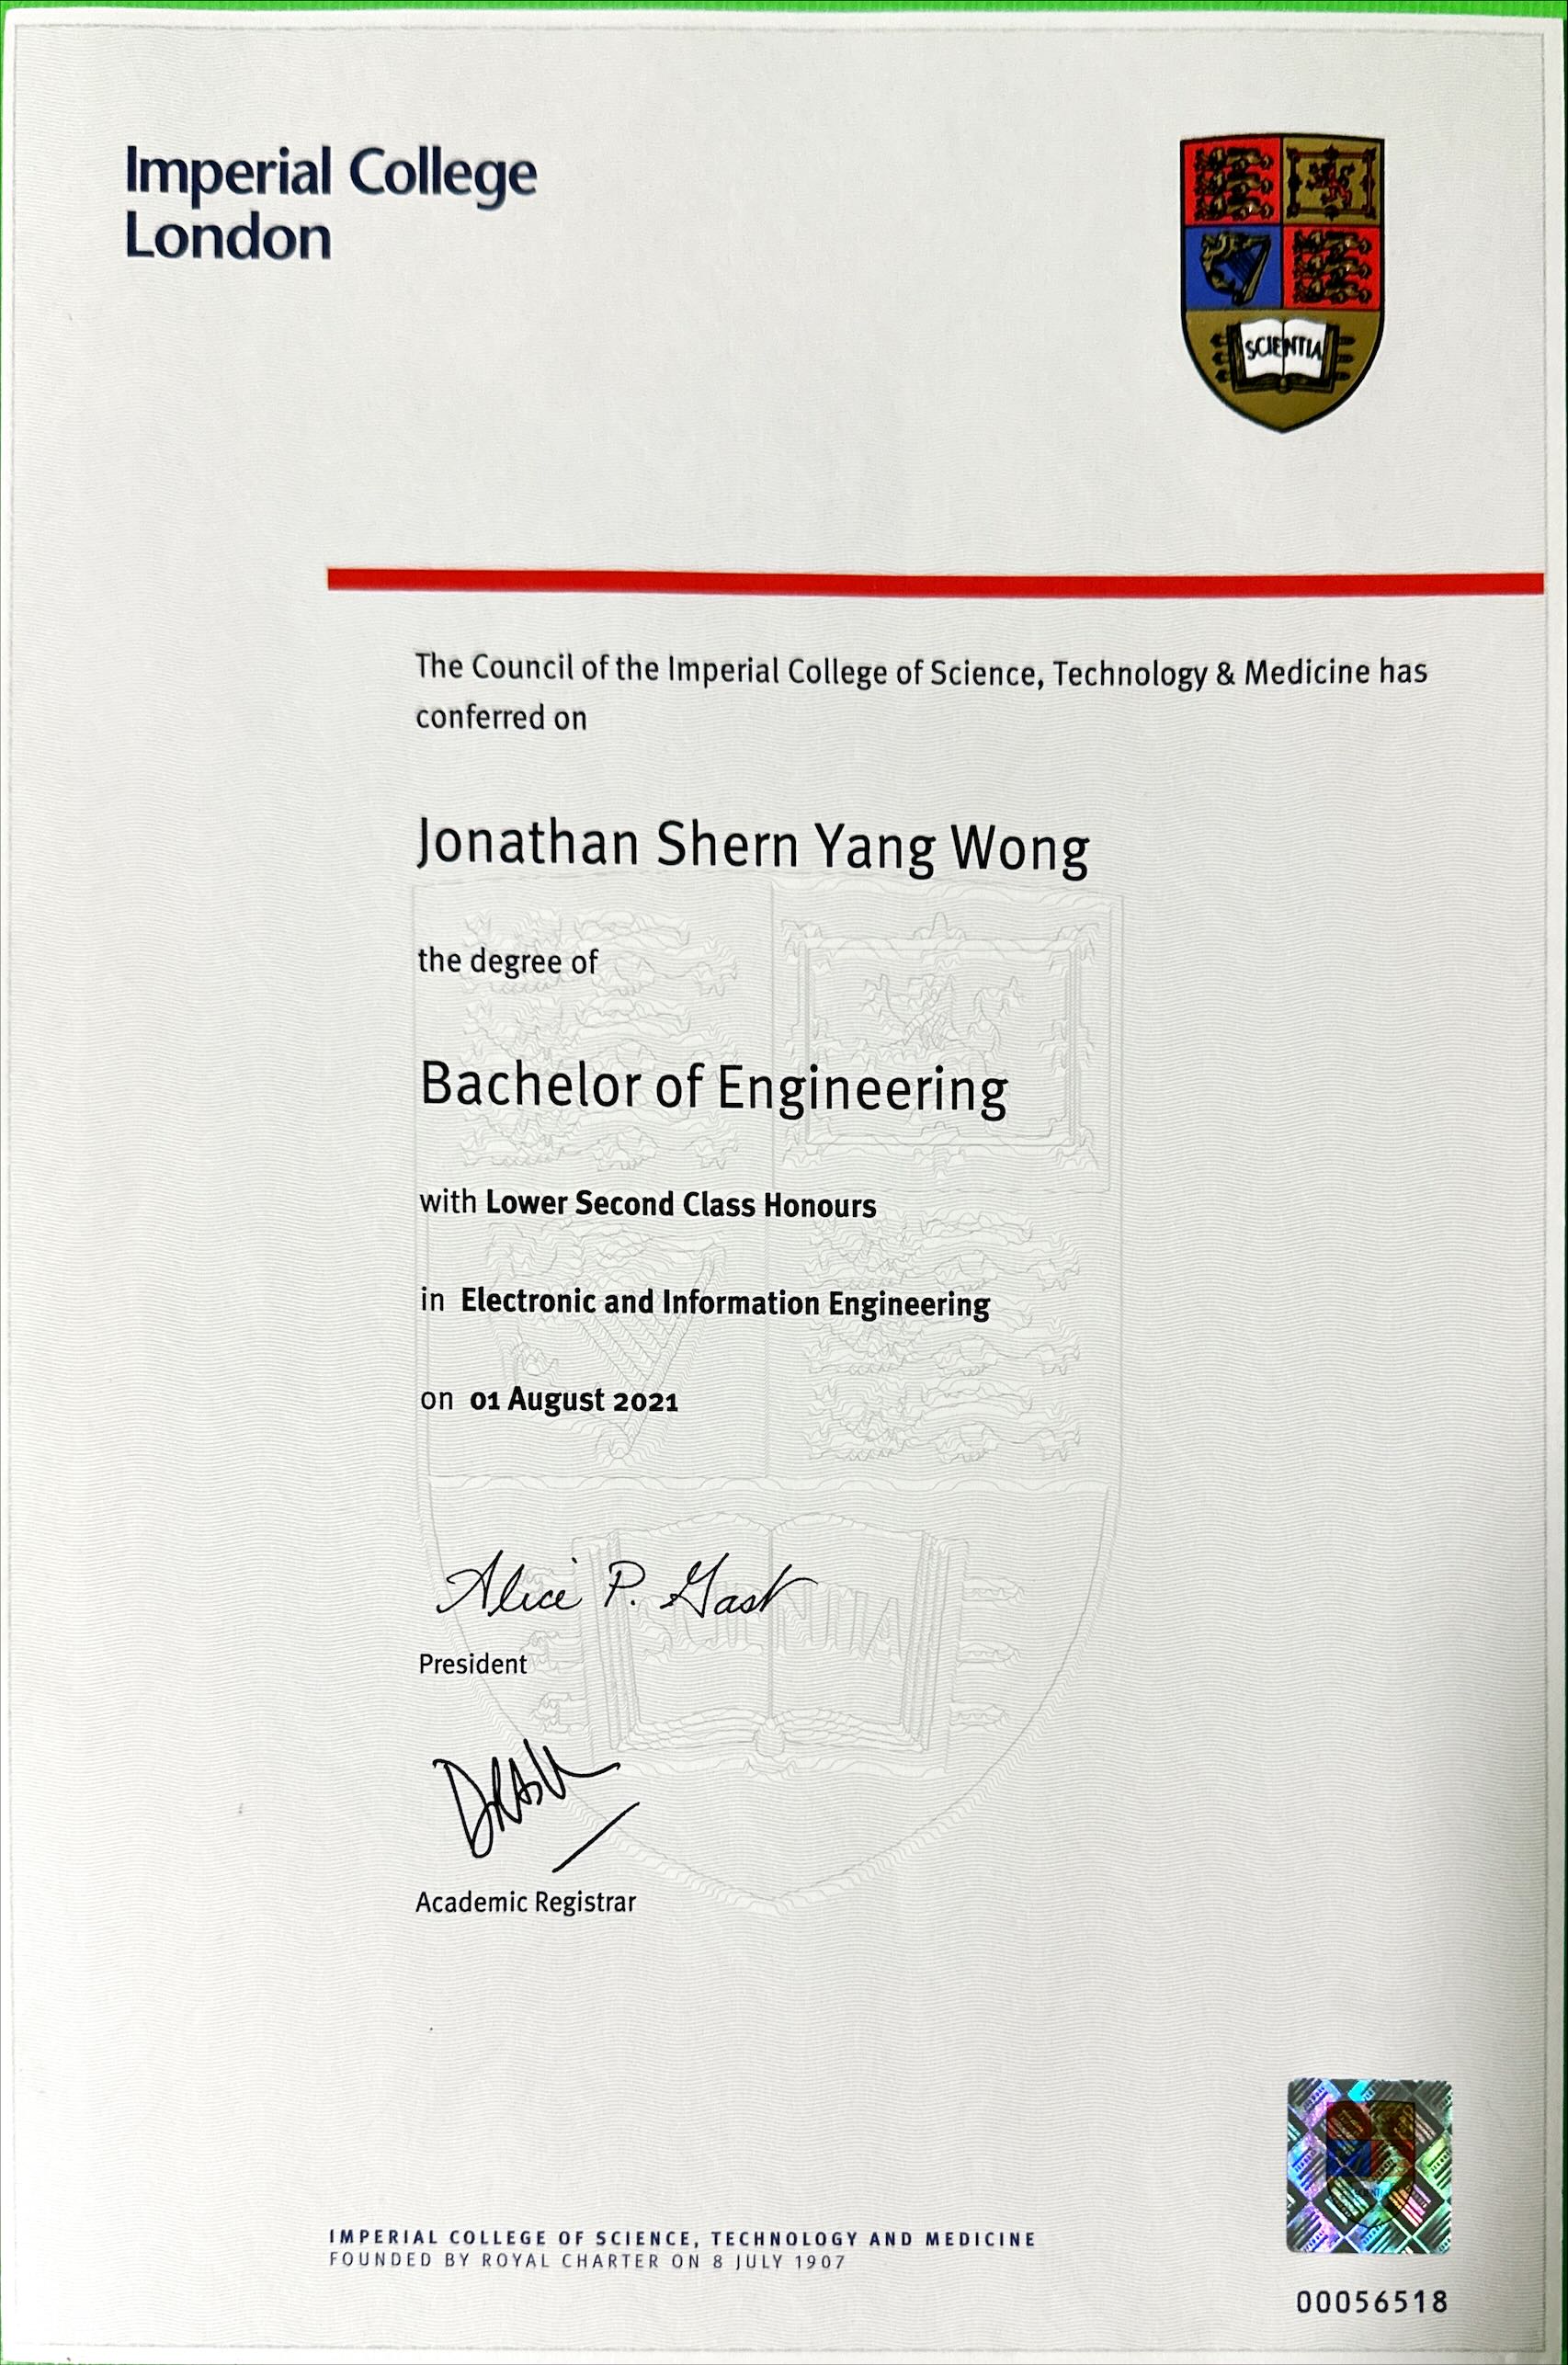 Imperial College
London
SCIENTIA
The Council of the Imperial College of Science, Technology & Medicine has
conferred on
Jonathan Shern Yang Wong
the degree of
Bachelor of Engineering
with Lower Second Class Honours
in Electronic and Information Engineering
on 01 August 2021
Alice P. Gast
President
Academic Registrar
IMPERIAL COLLEGE OF SCIENCE, TECHNOLOGY AND MEDICINE
FOUNDED BY ROYAL CHARTER ON 8 JULY 1907
00056518